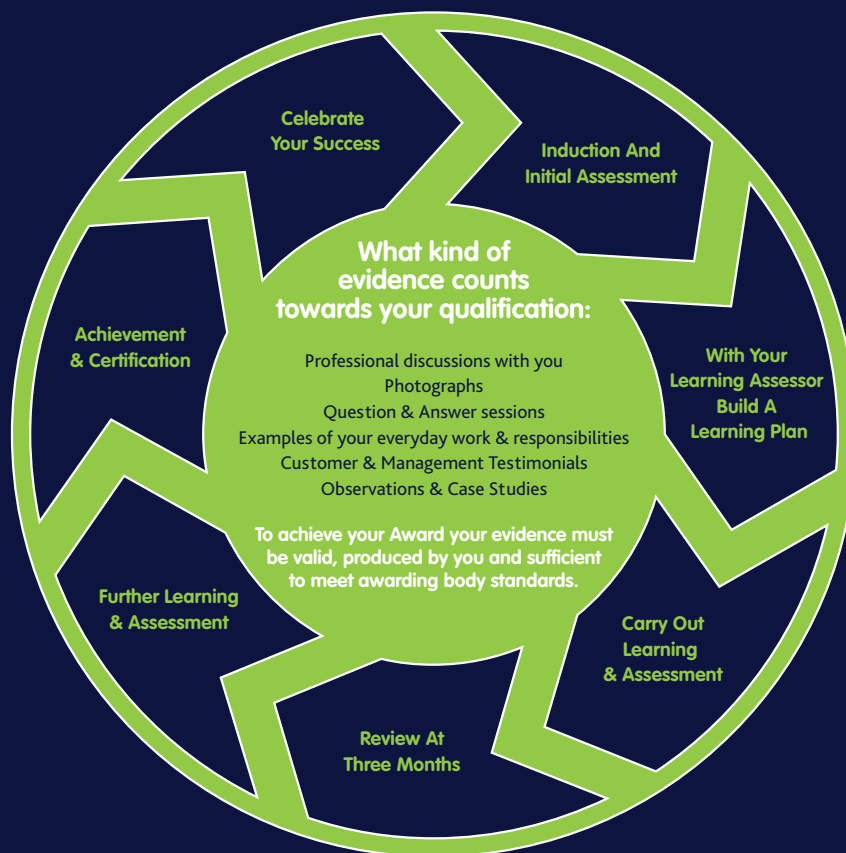 Celebrate
Your Success
Induction And
Initial Assessment
What kind of
evidence counts
towards your qualification:
Professional discussions with you
Photographs
Question & Answer sessions
Examples of your everyday work & responsibilities
Customer & Management Testimonials
Observations & Case Studies
To achieve your Award your evidence must
be valid, produced by you and sufficient
to meet awarding body standards.
With Your
Learning Assessor
Build A
Learning Plan
Carry Out
Learning
& Assessment
Review At
Three Months
Further Learning
& Assessment
Achievement
& Certification